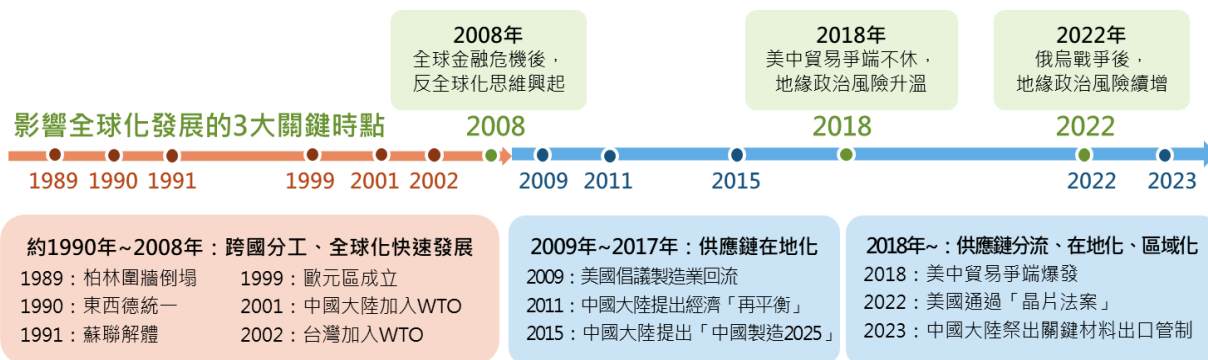 2008年
全球金融危機後，
反全球化思維興起
2018年
美中貿易爭端不休，
地緣政治風險升溫
2022年
俄烏戰爭後，
地緣政治風險續增
影響全球化發展的3大關鍵時點
2008
2018
2022
1989 1990 1991 1999 2001 2002 2009 2011 2015 2022 2023
約1990年~2008年：跨國分工、全球化快速發展
1989：柏林圍牆倒塌
1990：東西德統一
1991：蘇聯解體
1999：歐元區成立
2001：中國大陸加入WTO
2002：台灣加入WTO
2009年~2017年：供應鏈在地化
2009：美國倡議製造業回流
2011：中國大陸提出經濟「再平衡」
2015：中國大陸提出「中國製造2025」
2018年~：供應鏈分流、在地化、區域化
2018：美中貿易爭端爆發
2022：美國通過「晶片法案」
2023：中國大陸祭出關鍵材料出口管制